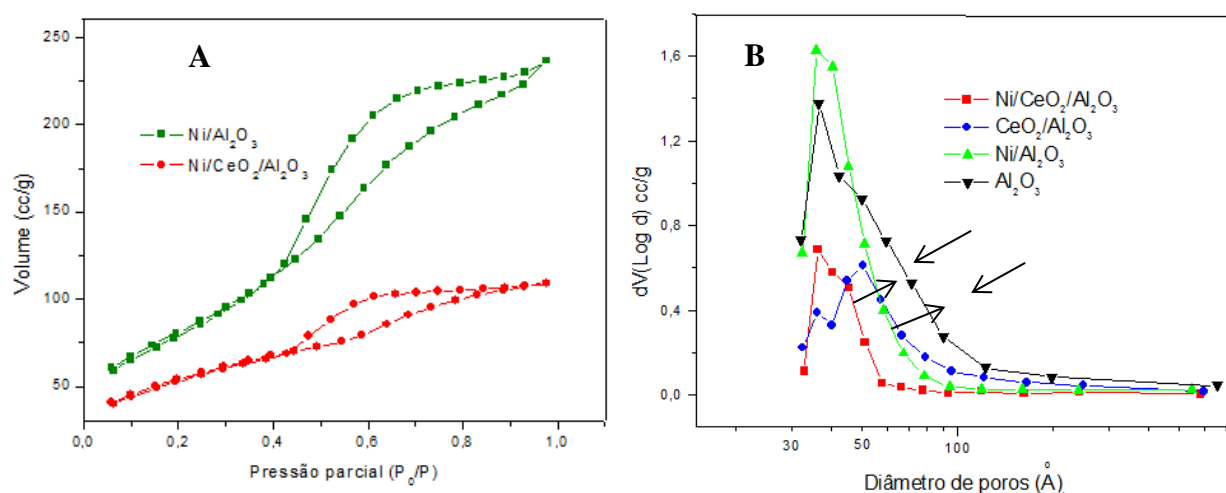 A
Ni/Al₂O₃
Ni/CeO₂/Al₂O₃
250
200
150
100
50
0,0
0,2
0,4
0,6
0,8
1,0
Volume (cc/g)
Pressão parcial (P₀/P)
B
Ni/CeO₂/Al₂O₃
CeO₂/Al₂O₃
Ni/Al₂O₃
Al₂O₃
1,6
1,2
0,8
0,4
0,0
30
50
100
dV(Log d) cc/g
Diâmetro de poros (Å)